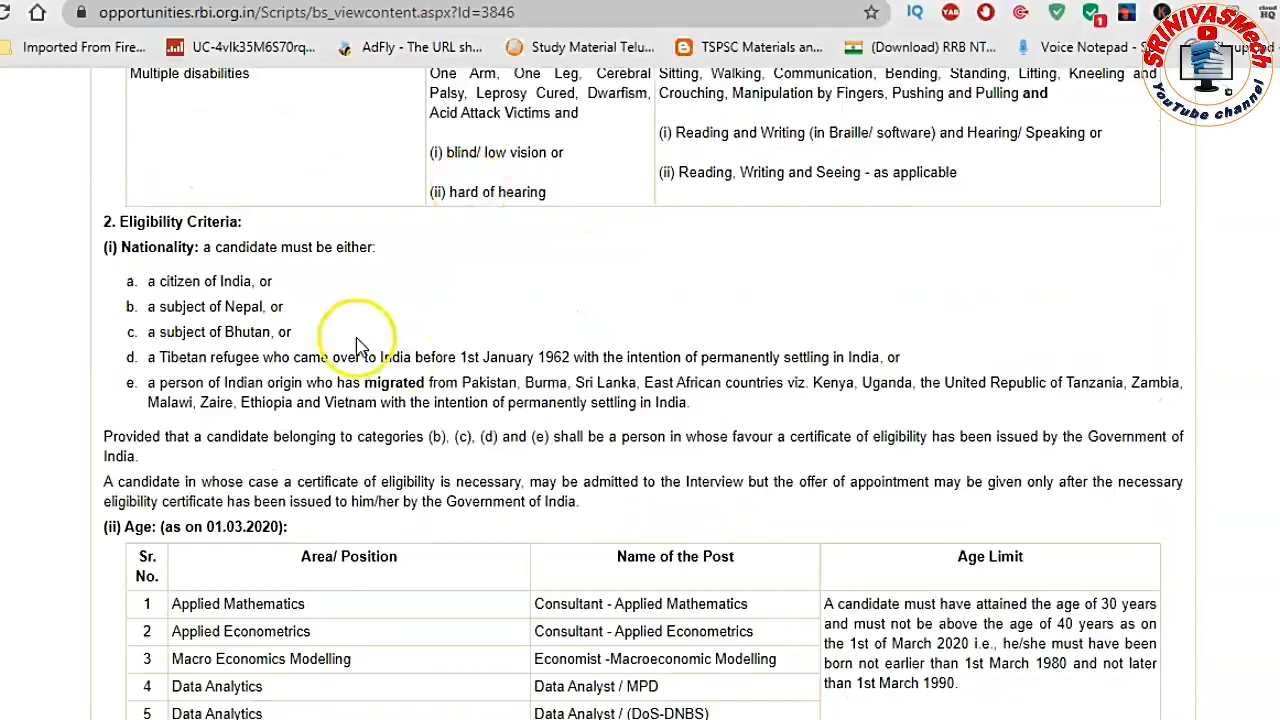 opportunities.rbi.org.in/Scripts/bs_viewcontent.aspx?Id=3846
Imported From Fire... UC-4vIk35M6S70rq... AdFly - The URL sh... Study Material Telu... TSPSC Materials an... (Download) RRB NT... Voice Notepad - S
SRINIVASMech
YouTube channel
Multiple disabilities
One Arm, One Leg, Cerebral
Palsy, Leprosy Cured, Dwarfism,
Acid Attack Victims and
(i) blind/ low vision or
(ii) hard of hearing
Sitting, Walking, Communication, Bending, Standing, Lifting, Kneeling and
Crouching, Manipulation by Fingers, Pushing and Pulling and
(i) Reading and Writing (in Braille/ software) and Hearing/ Speaking or
(ii) Reading, Writing and Seeing - as applicable
2. Eligibility Criteria:
(i) Nationality: a candidate must be either:
a. a citizen of India, or
b. a subject of Nepal, or
c. a subject of Bhutan, or
d. a Tibetan refugee who came over to India before 1st January 1962 with the intention of permanently settling in India, or
e. a person of Indian origin who has migrated from Pakistan, Burma, Sri Lanka, East African countries viz. Kenya, Uganda, the United Republic of Tanzania, Zambia,
Malawi, Zaire, Ethiopia and Vietnam with the intention of permanently settling in India.
Provided that a candidate belonging to categories (b), (c), (d) and (e) shall be a person in whose favour a certificate of eligibility has been issued by the Government of
India.
A candidate in whose case a certificate of eligibility is necessary, may be admitted to the Interview but the offer of appointment may be given only after the necessary
eligibility certificate has been issued to him/her by the Government of India.
(ii) Age: (as on 01.03.2020):
Sr.
No.
Area/ Position
Name of the Post
Age Limit
1 Applied Mathematics Consultant - Applied Mathematics
2 Applied Econometrics Consultant - Applied Econometrics
3 Macro Economics Modelling Economist -Macroeconomic Modelling
4 Data Analytics Data Analyst / MPD
5 Data Analytics Data Analyst / (DoS-DNBS)
A candidate must have attained the age of 30 years
and must not be above the age of 40 years as on
the 1st of March 2020 i.e., he/she must have been
born not earlier than 1st March 1980 and not later
than 1st March 1990.